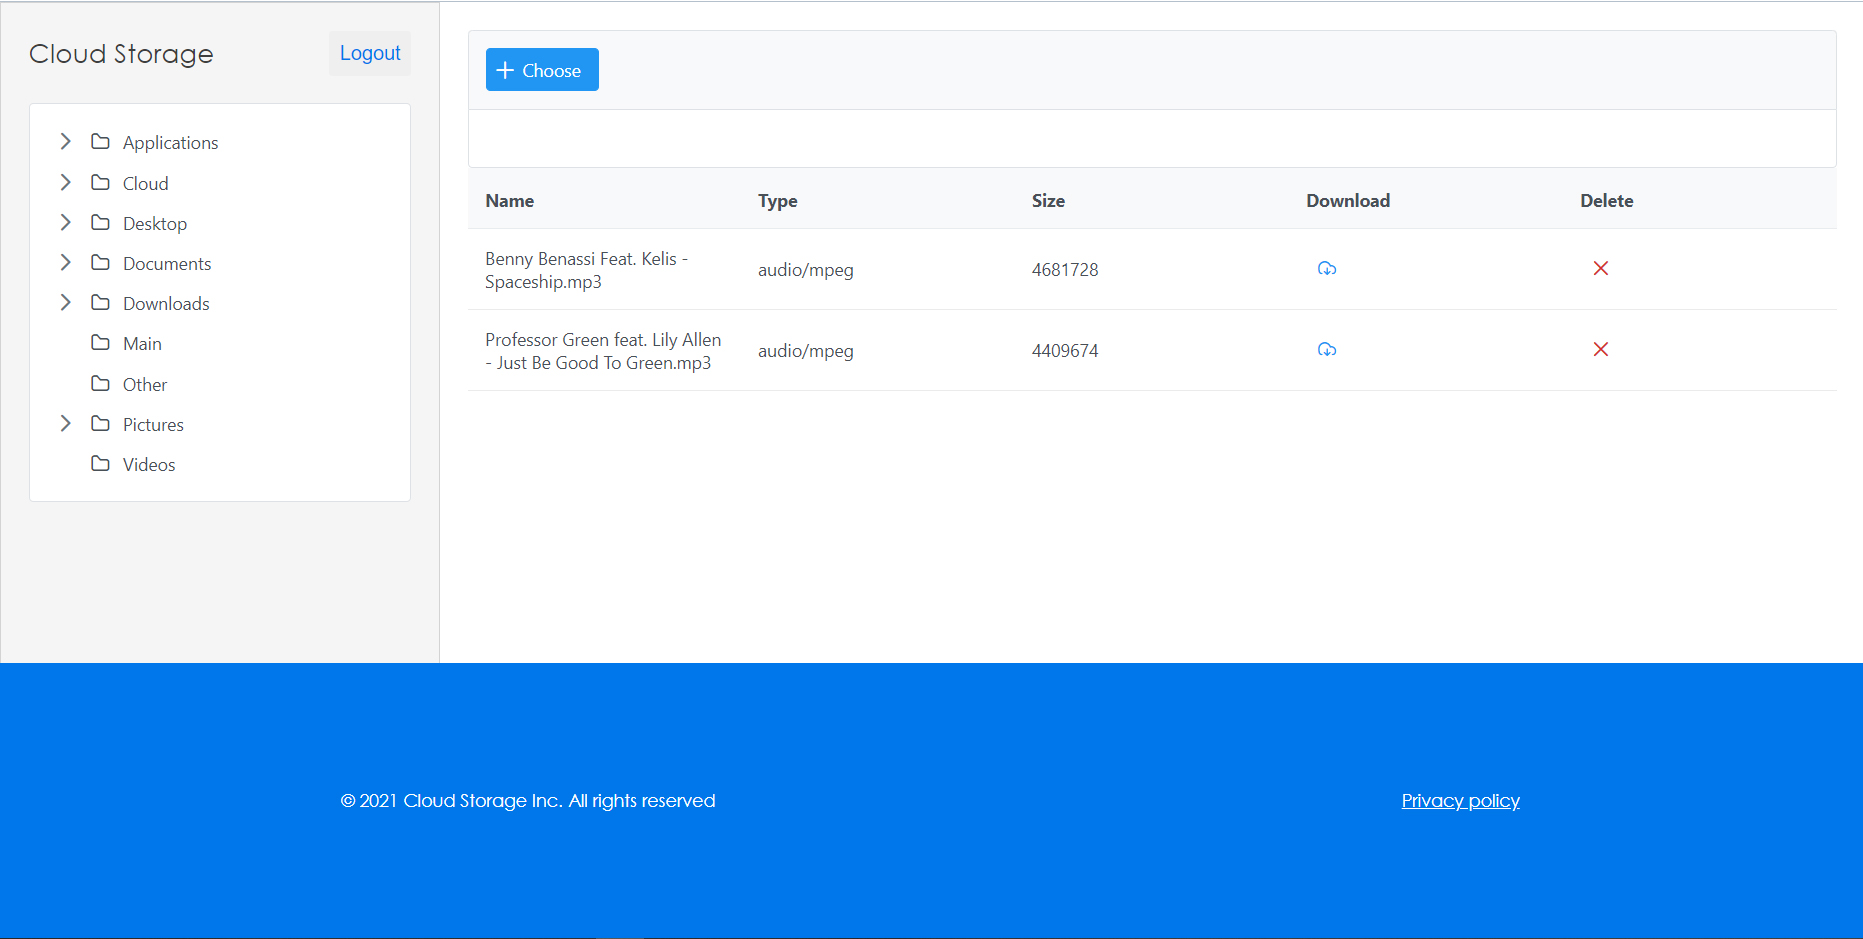 Cloud Storage
Logout
Applications
Cloud
Desktop
Documents
Downloads
Main
Other
Pictures
Videos
Choose
Name Type Size Download Delete
Benny Benassi Feat. Kelis -
Spaceship.mp3
audio/mpeg
4681728
Professor Green feat. Lily Allen
- Just Be Good To Green.mp3
audio/mpeg
4409674
© 2021 Cloud Storage Inc. All rights reserved
Privacy policy